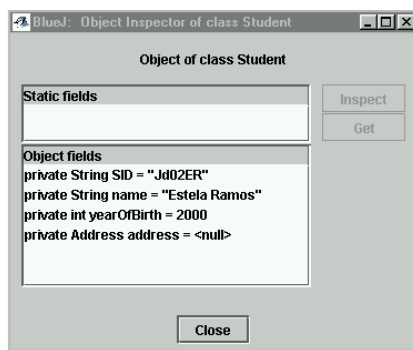 BlueJ: Object Inspector of class Student
Object of class Student
Static fields
Inspect
Get
Object fields
private String SID = "Jd02ER"
private String name = "Estela Ramos"
private int yearOfBirth = 2000
private Address address = <null>
Close